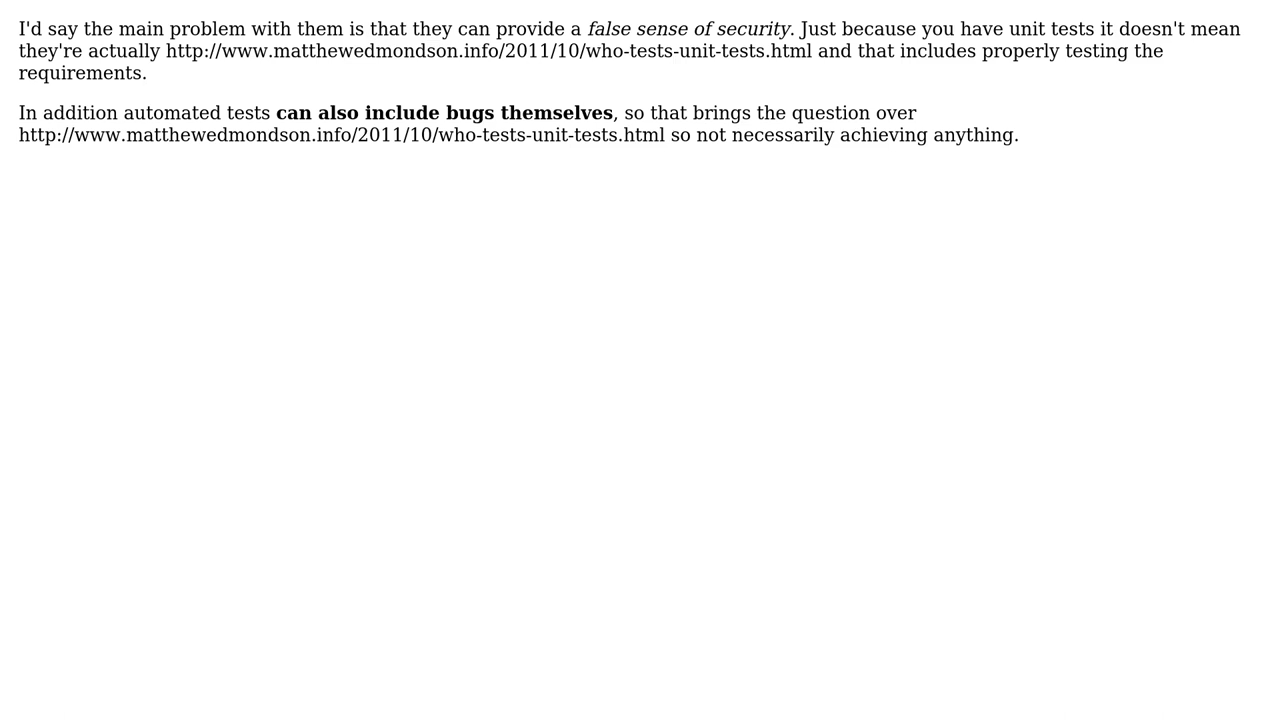 I'd say the main problem with them is that they can provide a false sense of security. Just because you have unit tests it doesn't mean
they're actually http://www.matthewedmondson.info/2011/10/who-tests-unit-tests.html and that includes properly testing the
requirements.
In addition automated tests can also include bugs themselves, so that brings the question over
http://www.matthewedmondson.info/2011/10/who-tests-unit-tests.html so not necessarily achieving anything.